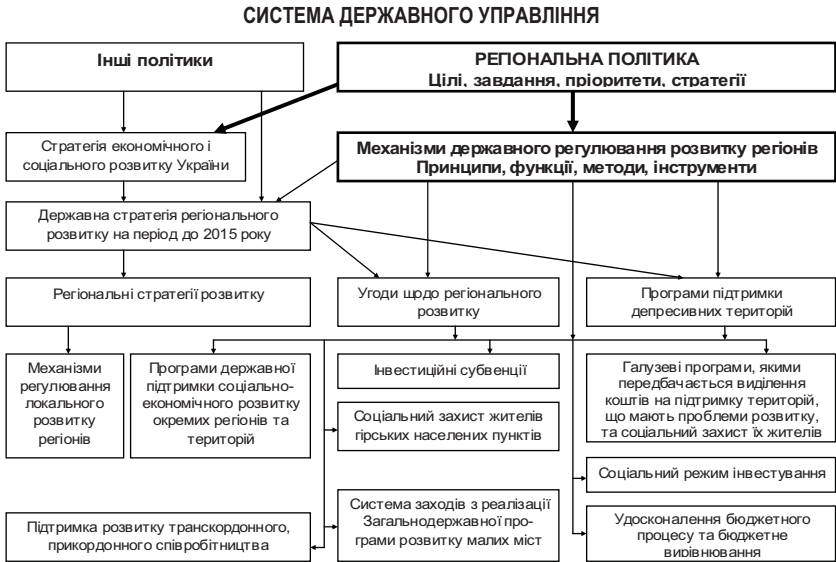 СИСТЕМА ДЕРЖАВНОГО УПРАВЛІННЯ
Інші політики
РЕГІОНАЛЬНА ПОЛІТИКА
Цілі, завдання, пріоритети, стратегії
Стратегія економічного і
соціального розвитку України
Механізми державного регулювання розвитку регіонів
Принципи, функції, методи, інструменти
Державна стратегія регіонального
розвитку на період до 2015 року
Регіональні стратегії розвитку
Угоди щодо регіонального
розвитку
Програми підтримки
депресивних територій
Механізми
регулювання
локального
розвитку
регіонів
Програми державної
підтримки соціально-
економічного розвитку
окремих регіонів та
територій
Інвестиційні субвенції
Соціальний захист жителів
гірських населених пунктів
Галузеві програми, якими
передбачається виділення
коштів на підтримку територій,
що мають проблеми розвитку,
та соціальний захист їх жителів
Соціальний режим інвестування
Підтримка розвитку транскордонного,
прикордонного співробітництва
Система заходів з реалізації
Загальнодержавної про-
грами розвитку малих міст
Удосконалення бюджетного
процесу та бюджетне
вирівнювання